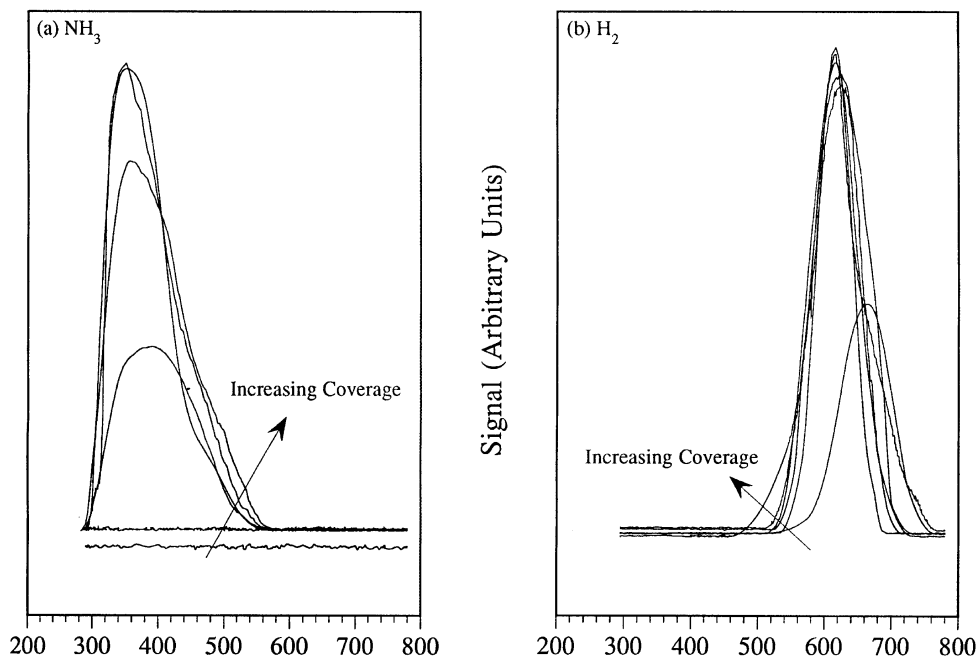 (a) NH3
Increasing Coverage
200 300 400 500 600 700 800
Signal (Arbitrary Units)
(b) H2
Increasing Coverage
200 300 400 500 600 700 800